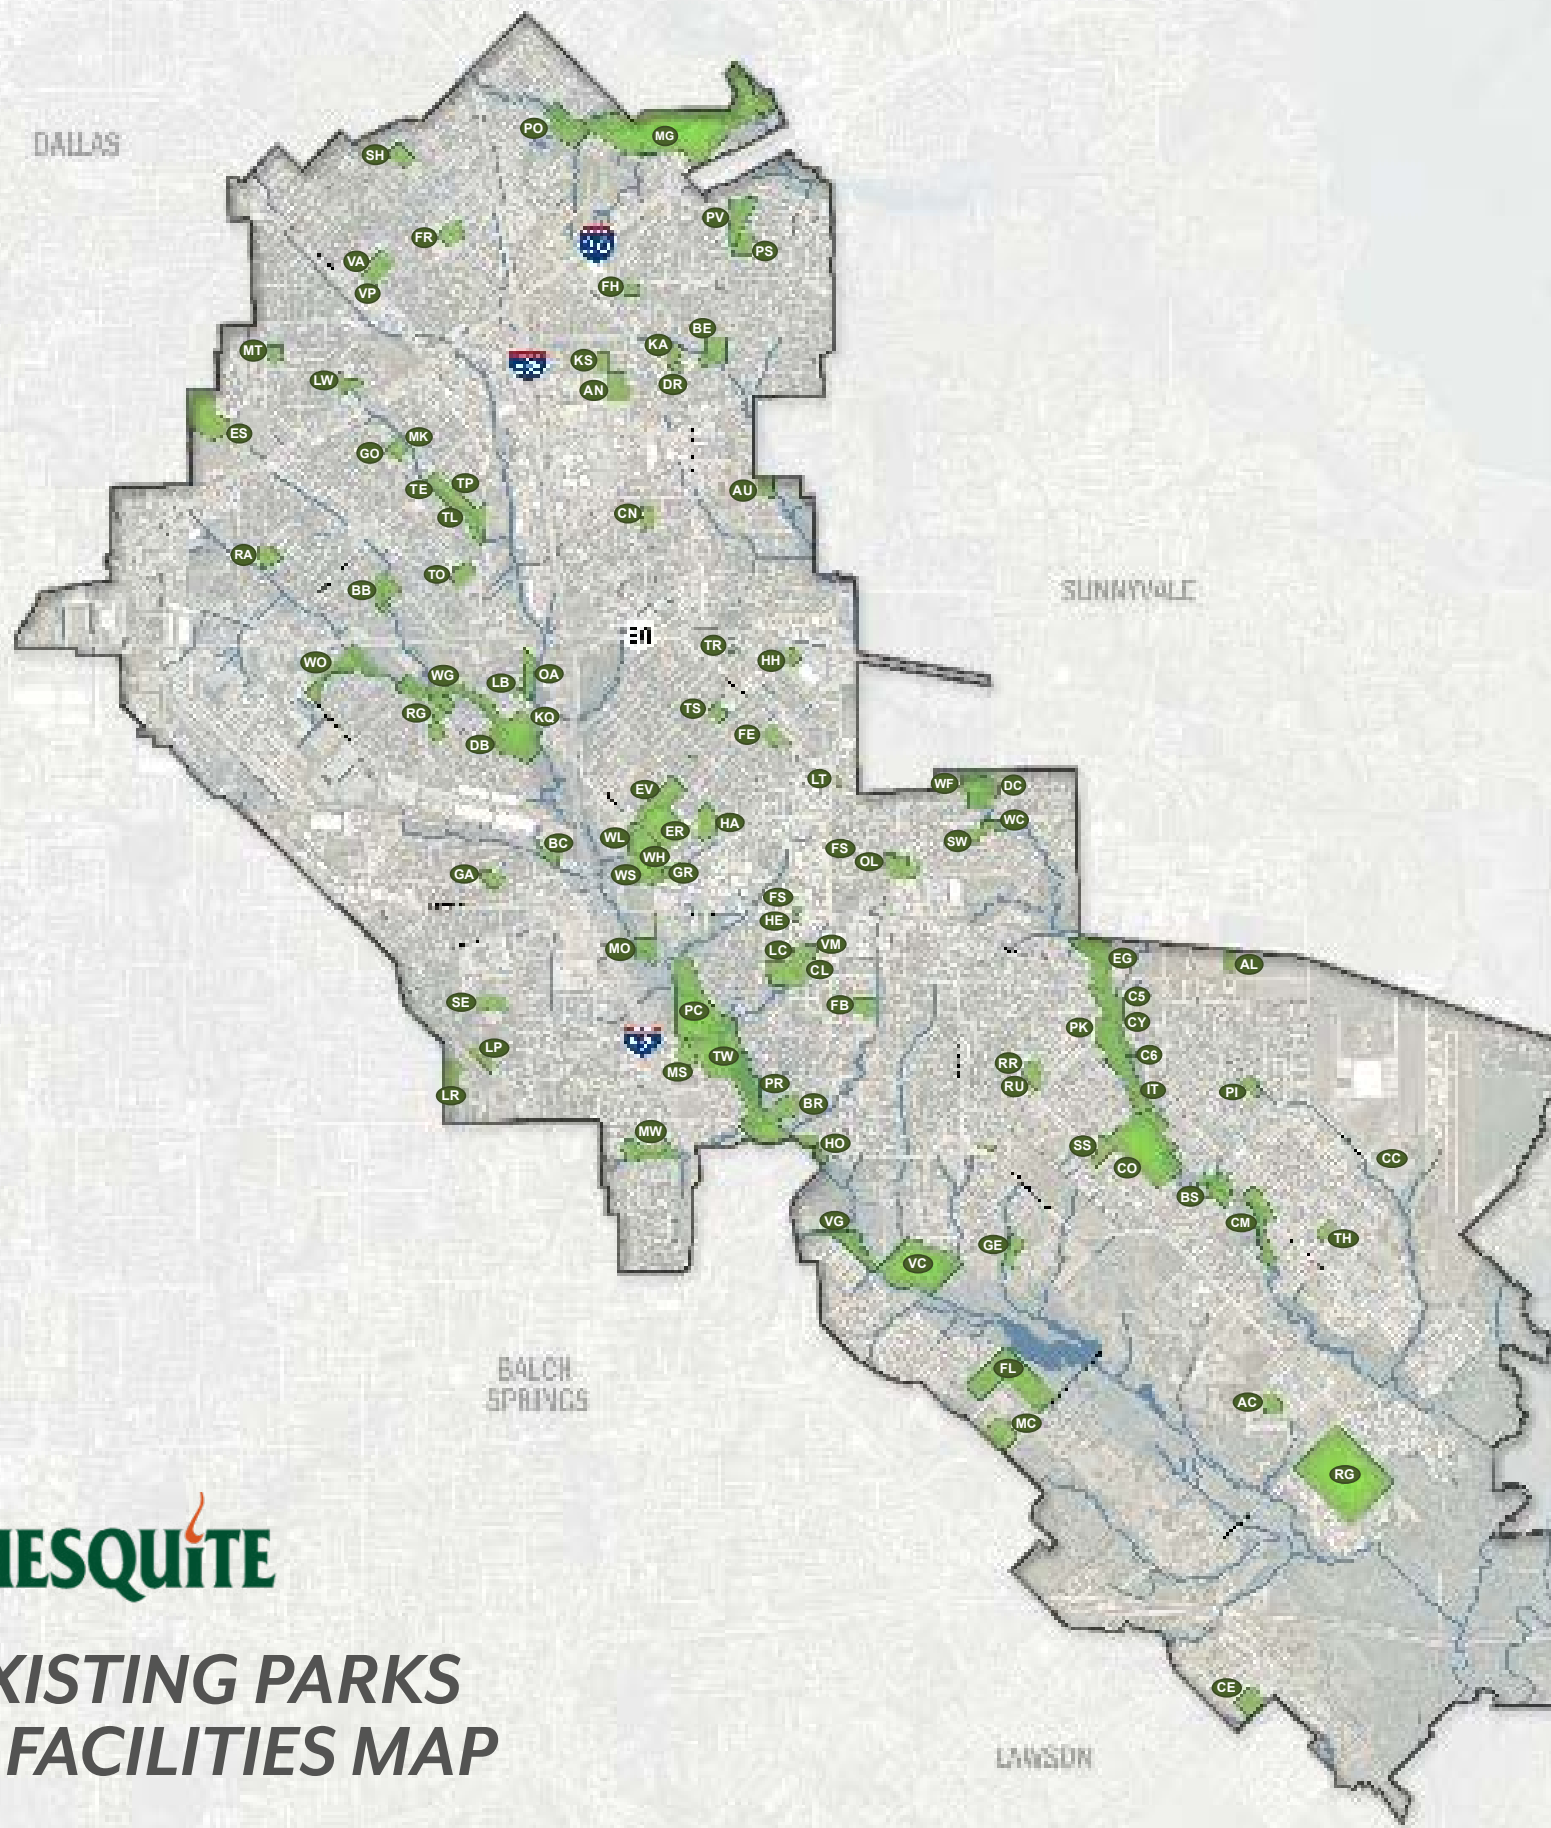 DALLAS
PO
MG
SH
PV
FR
PS
VA
VP
FH
BE
KA
MT
KS
LW
DR
AN
ES
MK
GO
TP
TE
AU
TL
CN
RA
TO
BB
SUNNYVALE
TR
HH
WO
WG
LB
OA
TS
RG
KQ
FE
DB
LT
WF
DC
EV
WC
HA
ER
WL
SW
BC
FS
WH
OL
GR
GA
WS
FS
HE
VM
MO
LC
EG
AL
CL
C5
SE
FB
PC
CY
PK
LP
TW
C6
RR
MS
PR
RU
IT
PI
LR
BR
MW
HO
SS
CC
CO
BS
VG
CM
TH
GE
VC
BALCH
SPRINGS
FL
AC
MC
RG
ESQUiTE
XISTING PARKS
FACILITIES MAP
CE
LAWSON